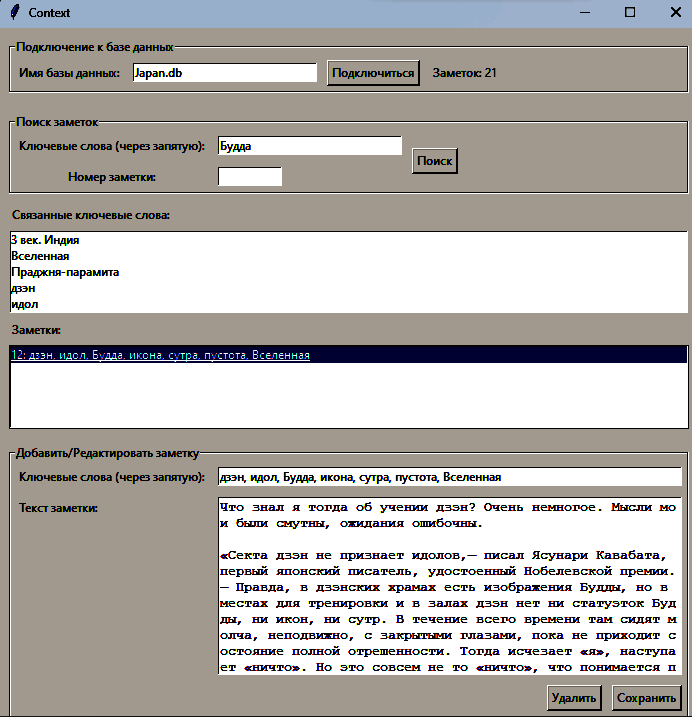 Context
Подключение к базе данных
Имя базы данных: Japan.db Подключиться Заметок: 21
Поиск заметок
Ключевые слова (через запятую): Будда
Поиск
Номер заметки:
Связанные ключевые слова:
3 век. Индия
Вселенная
Праджня-парамита
дзэн
идол
Заметки:
12: дзэн, идол, Будда, икона, сутра, пустота, Вселенная
Добавить/Редактировать заметку
Ключевые слова (через запятую): дзэн, идол, Будда, икона, сутра, пустота, Вселенная
Текст заметки: Что знал я тогда об учении дзэн? Очень немногое. Мысли мо
и были смутны, ожидания ошибочны.
«Секта дзэн не признает идолов,— писал Ясунари Кавабата,
первый японский писатель, удостоенный Нобелевской премии.
— Правда, в дзэнских храмах есть изображения Будды, но в
местах для тренировки и в залах дзэн нет ни статуэток Буд
ды, ни икон, ни сутр. В течение всего времени там сидят м
олча, неподвижно, с закрытыми глазами, пока не приходит с
остояние полной отрешенности. Тогда исчезает «я», наступа
ет «ничто». Но это совсем не то «ничто», что понимается п
Удалить Сохранить